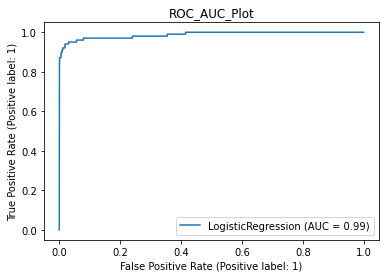 ROC_AUC_Plot
True Positive Rate (Positive label: 1)
1.0
0.8
0.6
0.4
0.2
0.0
LogisticRegression (AUC = 0.99)
0.0 0.2 0.4 0.6 0.8 1.0
False Positive Rate (Positive label: 1)